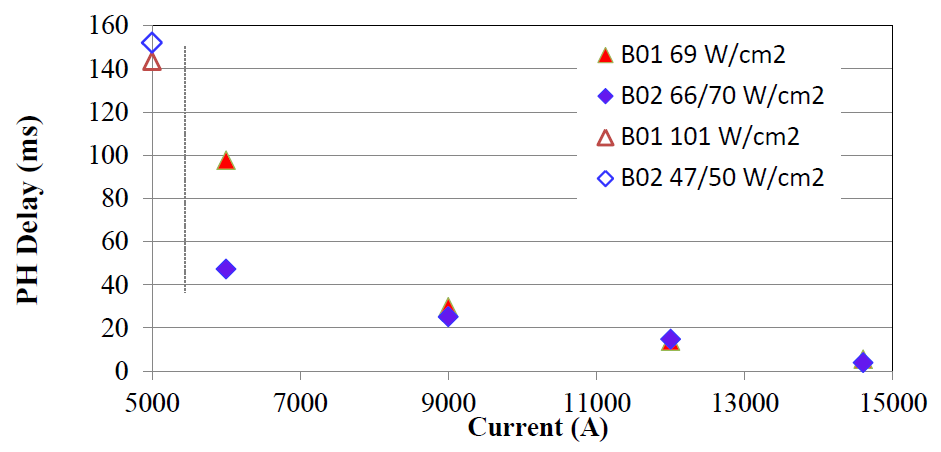 160
140
120
100
80
60
40
20
0
PH Delay (ms)
B01 69 W/cm2
B02 66/70 W/cm2
B01 101 W/cm2
B02 47/50 W/cm2
5000 7000 9000 11000 13000 15000
Current (A)